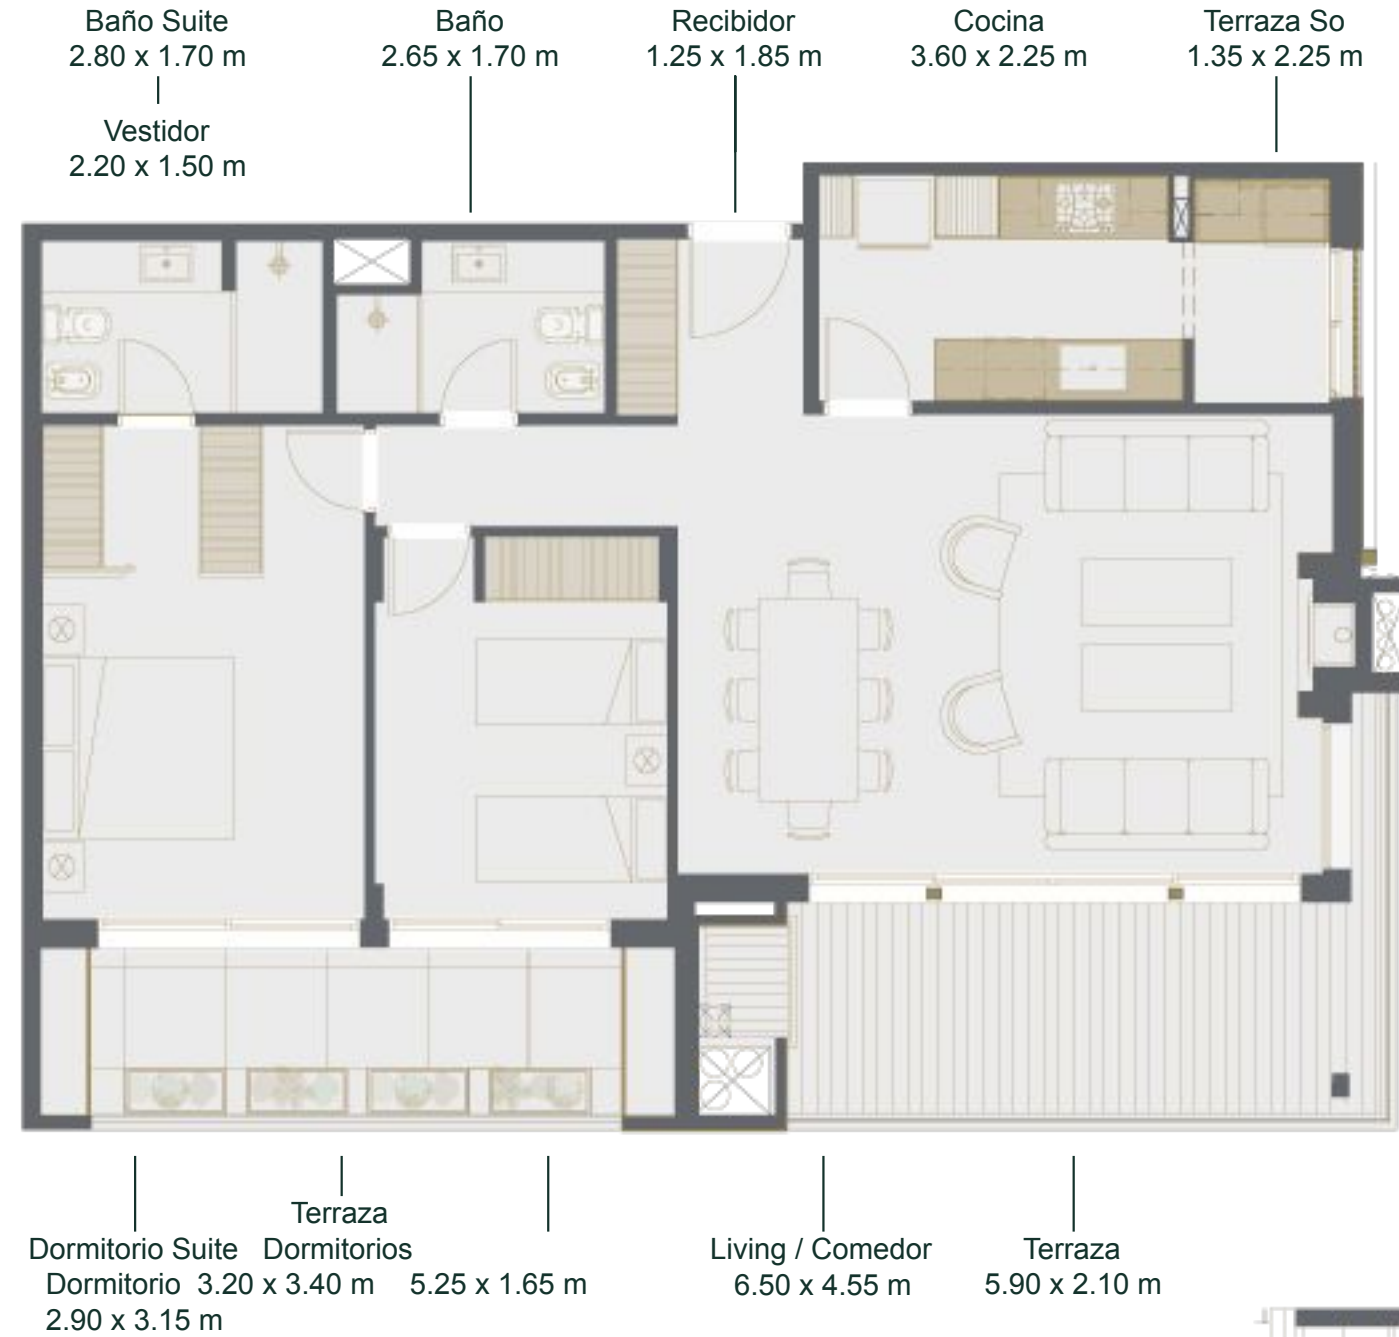 Baño Suite
2.80 x 1.70 m
Vestidor
2.20 x 1.50 m
Baño
2.65 x 1.70 m
Recibidor
1.25 x 1.85 m
Cocina
3.60 x 2.25 m
Terraza So
1.35 x 2.25 m
Terraza
Dormitorio Suite Dormitorios
Dormitorio 3.20 x 3.40 m 5.25 x 1.65 m
2.90 x 3.15 m
Living / Comedor
6.50 x 4.55 m
Terraza
5.90 x 2.10 m